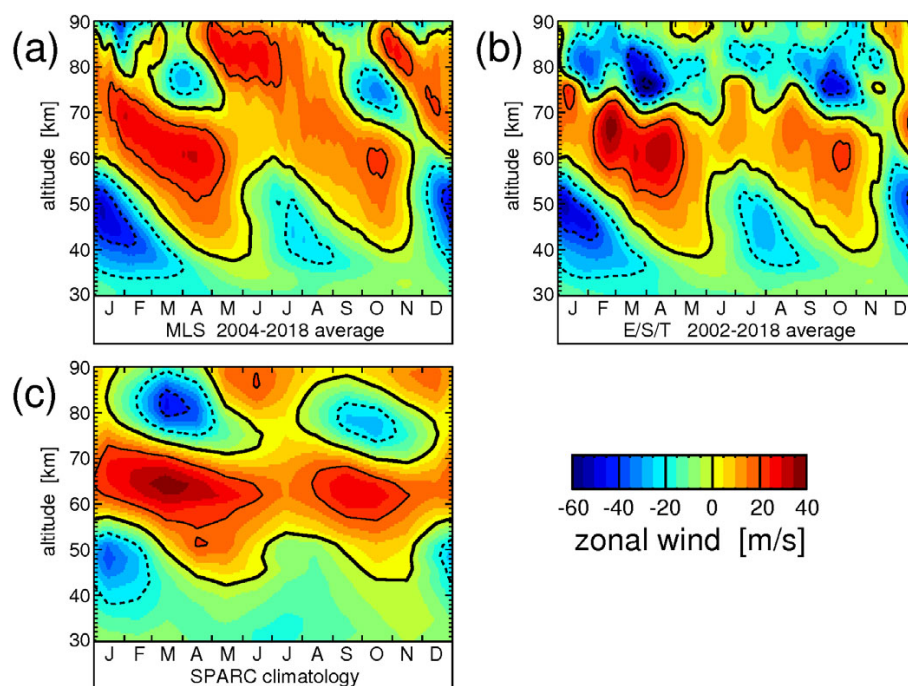 (a)
90
80
70
60
50
40
30
altitude [km]
J F M A M J J A S O N D
MLS 2004-2018 average
(b)
90
80
70
60
50
40
30
altitude [km]
J F M A M J J A S O N D
E/S/T 2002-2018 average
(c)
90
80
70
60
50
40
30
altitude [km]
J F M A M J J A S O N D
SPARC climatology
-60 -40 -20 0 20 40
zonal wind [m/s]